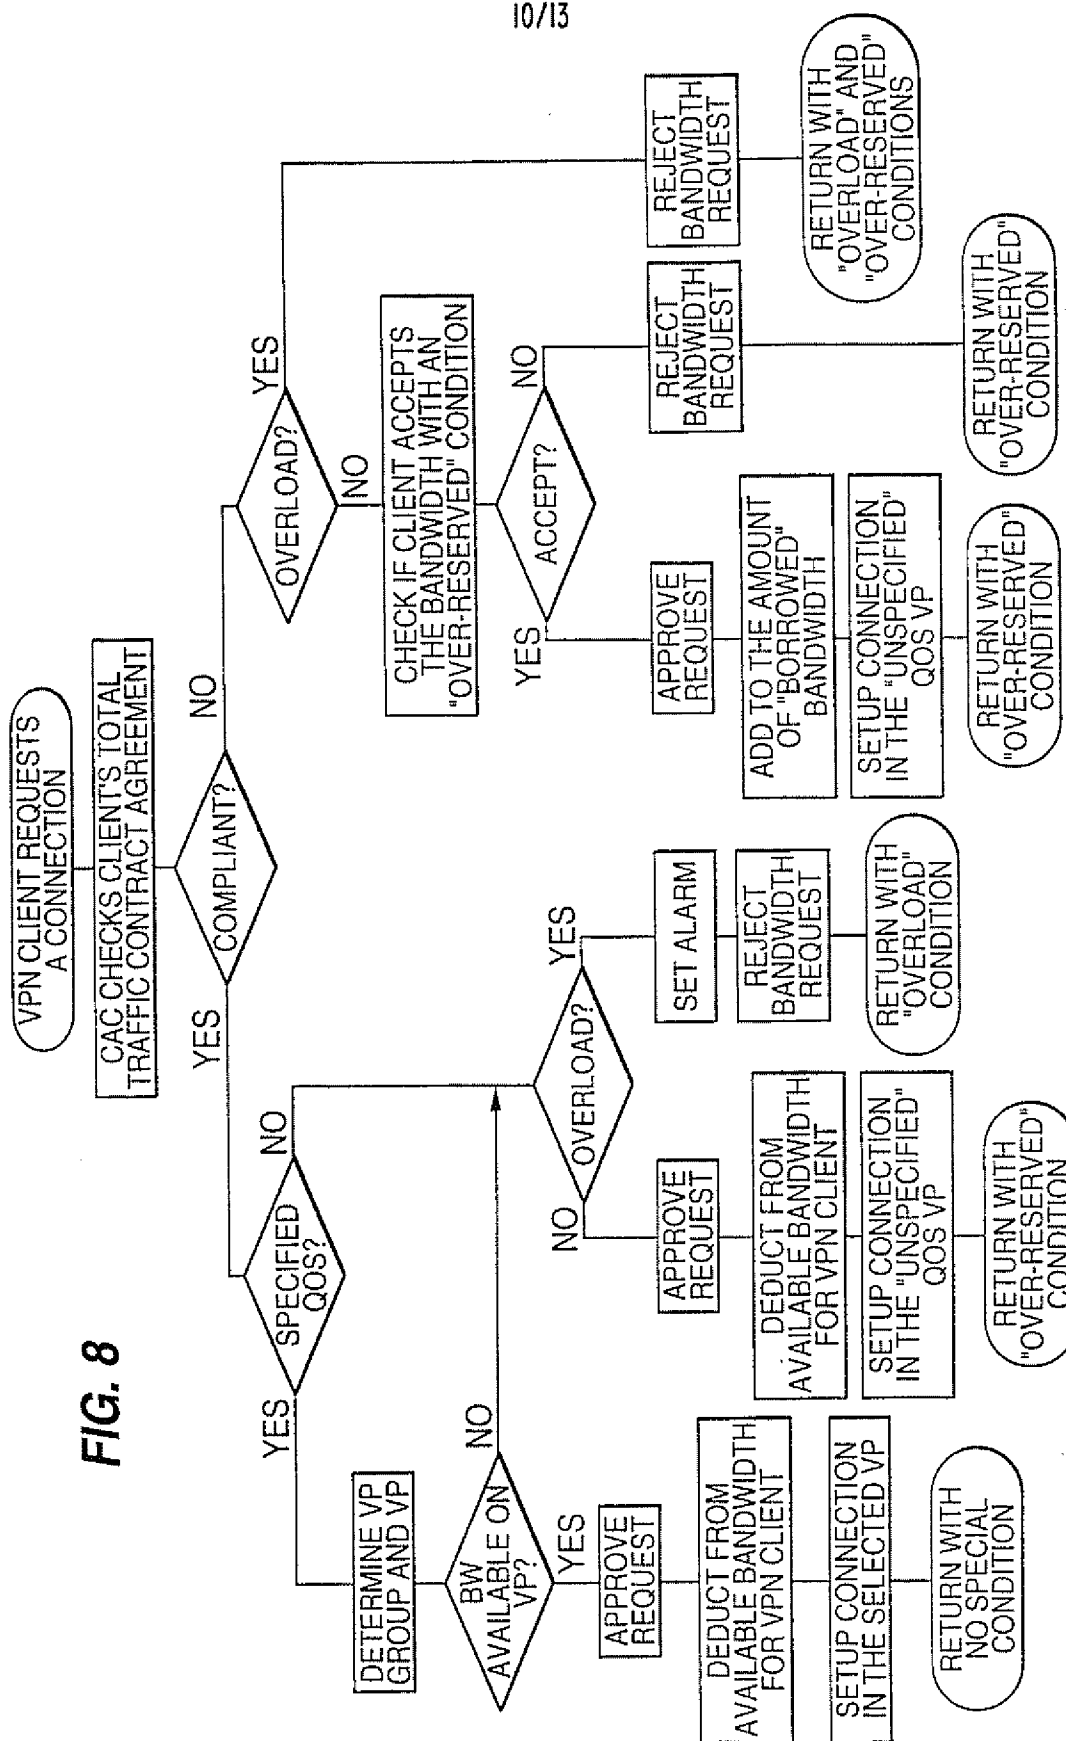 10/13
FIG. 8
VPN CLIENT REQUESTS
A CONNECTION
CAC CHECKS CLIENT'S TOTAL
TRAFFIC CONTRACT AGREEMENT
COMPLIANT?
YES
NO
SPECIFIED
QOS?
YES
NO
DETERMINE VP
GROUP AND VP
BW
AVAILABLE ON
VP?
NO
YES
APPROVE
REQUEST
DEDUCT FROM
AVAILABLE BANDWIDTH
FOR VPN CLIENT
SETUP CONNECTION
IN THE SELECTED VP
RETURN WITH
NO SPECIAL
CONDITION
OVERLOAD?
NO
YES
APPROVE
REQUEST
DEDUCT FROM
AVAILABLE BANDWIDTH
FOR VPN CLIENT
SETUP CONNECTION
IN THE "UNSPECIFIED"
QOS VP
RETURN WITH
"OVER-RESERVED"
CONDITION
SET ALARM
REJECT
BANDWIDTH
REQUEST
RETURN WITH
"OVERLOAD"
CONDITION
OVERLOAD?
YES
NO
CHECK IF CLIENT ACCEPTS
THE BANDWIDTH WITH AN
"OVER-RESERVED" CONDITION
ACCEPT?
YES
NO
APPROVE
REQUEST
ADD TO THE AMOUNT
OF "BORROWED"
BANDWIDTH
SETUP CONNECTION
IN THE "UNSPECIFIED"
QOS VP
RETURN WITH
"OVER-RESERVED"
CONDITION
REJECT
BANDWIDTH
REQUEST
RETURN WITH
"OVER-RESERVED"
CONDITION
REJECT
BANDWIDTH
REQUEST
RETURN WITH
"OVERLOAD" AND
"OVER-RESERVED"
CONDITIONS